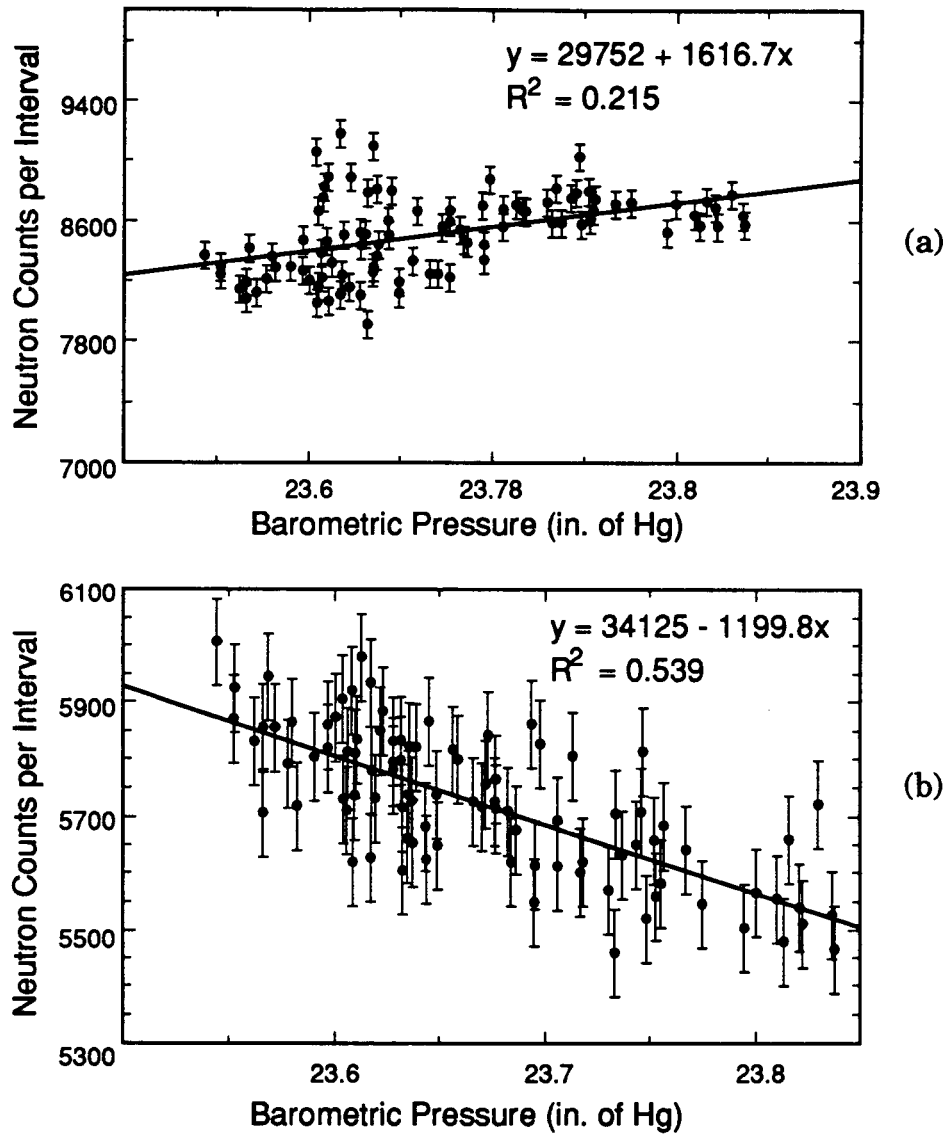 Neutron Counts per Interval
y = 29752 + 1616.7x
R² = 0.215
9400
8600
7800
7000
23.6 23.78 23.8 23.9
Barometric Pressure (in. of Hg)
(a)
Neutron Counts per Interval
6100
y = 34125 - 1199.8x
R² = 0.539
5900
5700
5500
5300
23.6 23.7 23.8
Barometric Pressure (in. of Hg)
(b)